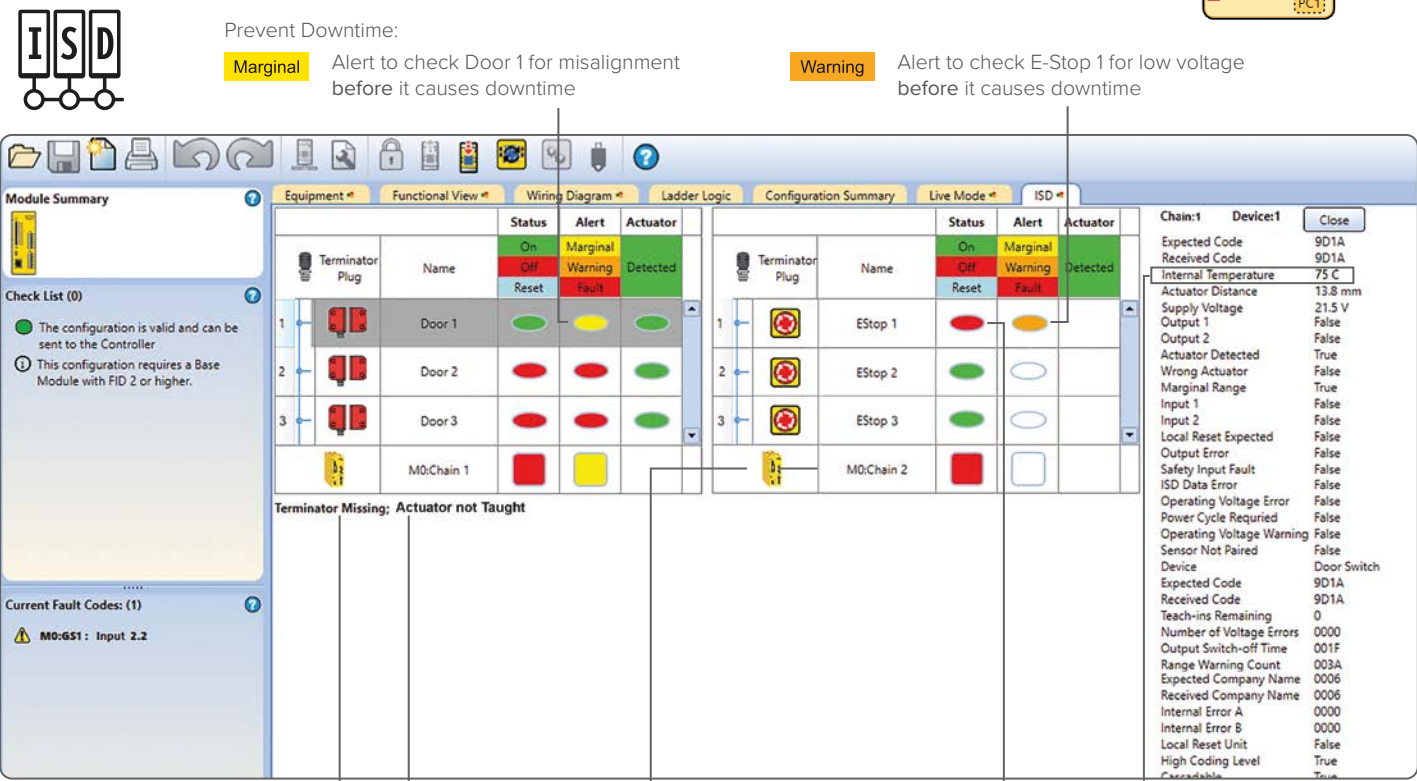 PC1
ISD
Prevent Downtime:
Marginal
Alert to check Door 1 for misalignment
before it causes downtime
Warning
Alert to check E-Stop 1 for low voltage
before it causes downtime
Module Summary
Check List (0)
The configuration is valid and can be
sent to the Controller
This configuration requires a Base
Module with FID 2 or higher.
Current Fault Codes: (1)
M0:GS1 : Input 2.2
Equipment Functional View Wiring Diagram Ladder Logic Configuration Summary Live Mode ISD
Status Alert Actuator
Terminator
Plug
Name
On Marginal
Off Warning Detected
Reset Fault
1 Door 1
2 Door 2
3 Door 3
M0:Chain 1
Terminator Missing; Actuator not Taught
Status Alert Actuator
Terminator
Plug
Name
On Marginal
Off Warning Detected
Reset Fault
1 EStop 1
2 EStop 2
3 EStop 3
M0:Chain 2
Chain:1 Device:1 Close
Expected Code 9D1A
Received Code 9D1A
Internal Temperature 75 C
Actuator Distance 13.8 mm
Supply Voltage 21.5 V
Output 1 False
Output 2 False
Actuator Detected True
Wrong Actuator False
Marginal Range True
Input 1 False
Input 2 False
Local Reset Expected False
Output Error False
Safety Input Fault False
ISD Data Error False
Operating Voltage Error False
Power Cycle Requried False
Operating Voltage Warning False
Sensor Not Paired False
Device Door Switch
Expected Code 9D1A
Received Code 9D1A
Teach-ins Remaining 0
Number of Voltage Errors 0000
Output Switch-off Time 001F
Range Warning Count 003A
Expected Company Name 0006
Received Company Name 0006
Internal Error A 0000
Internal Error B 0000
Local Reset Unit False
High Coding Level True
Cascadable True